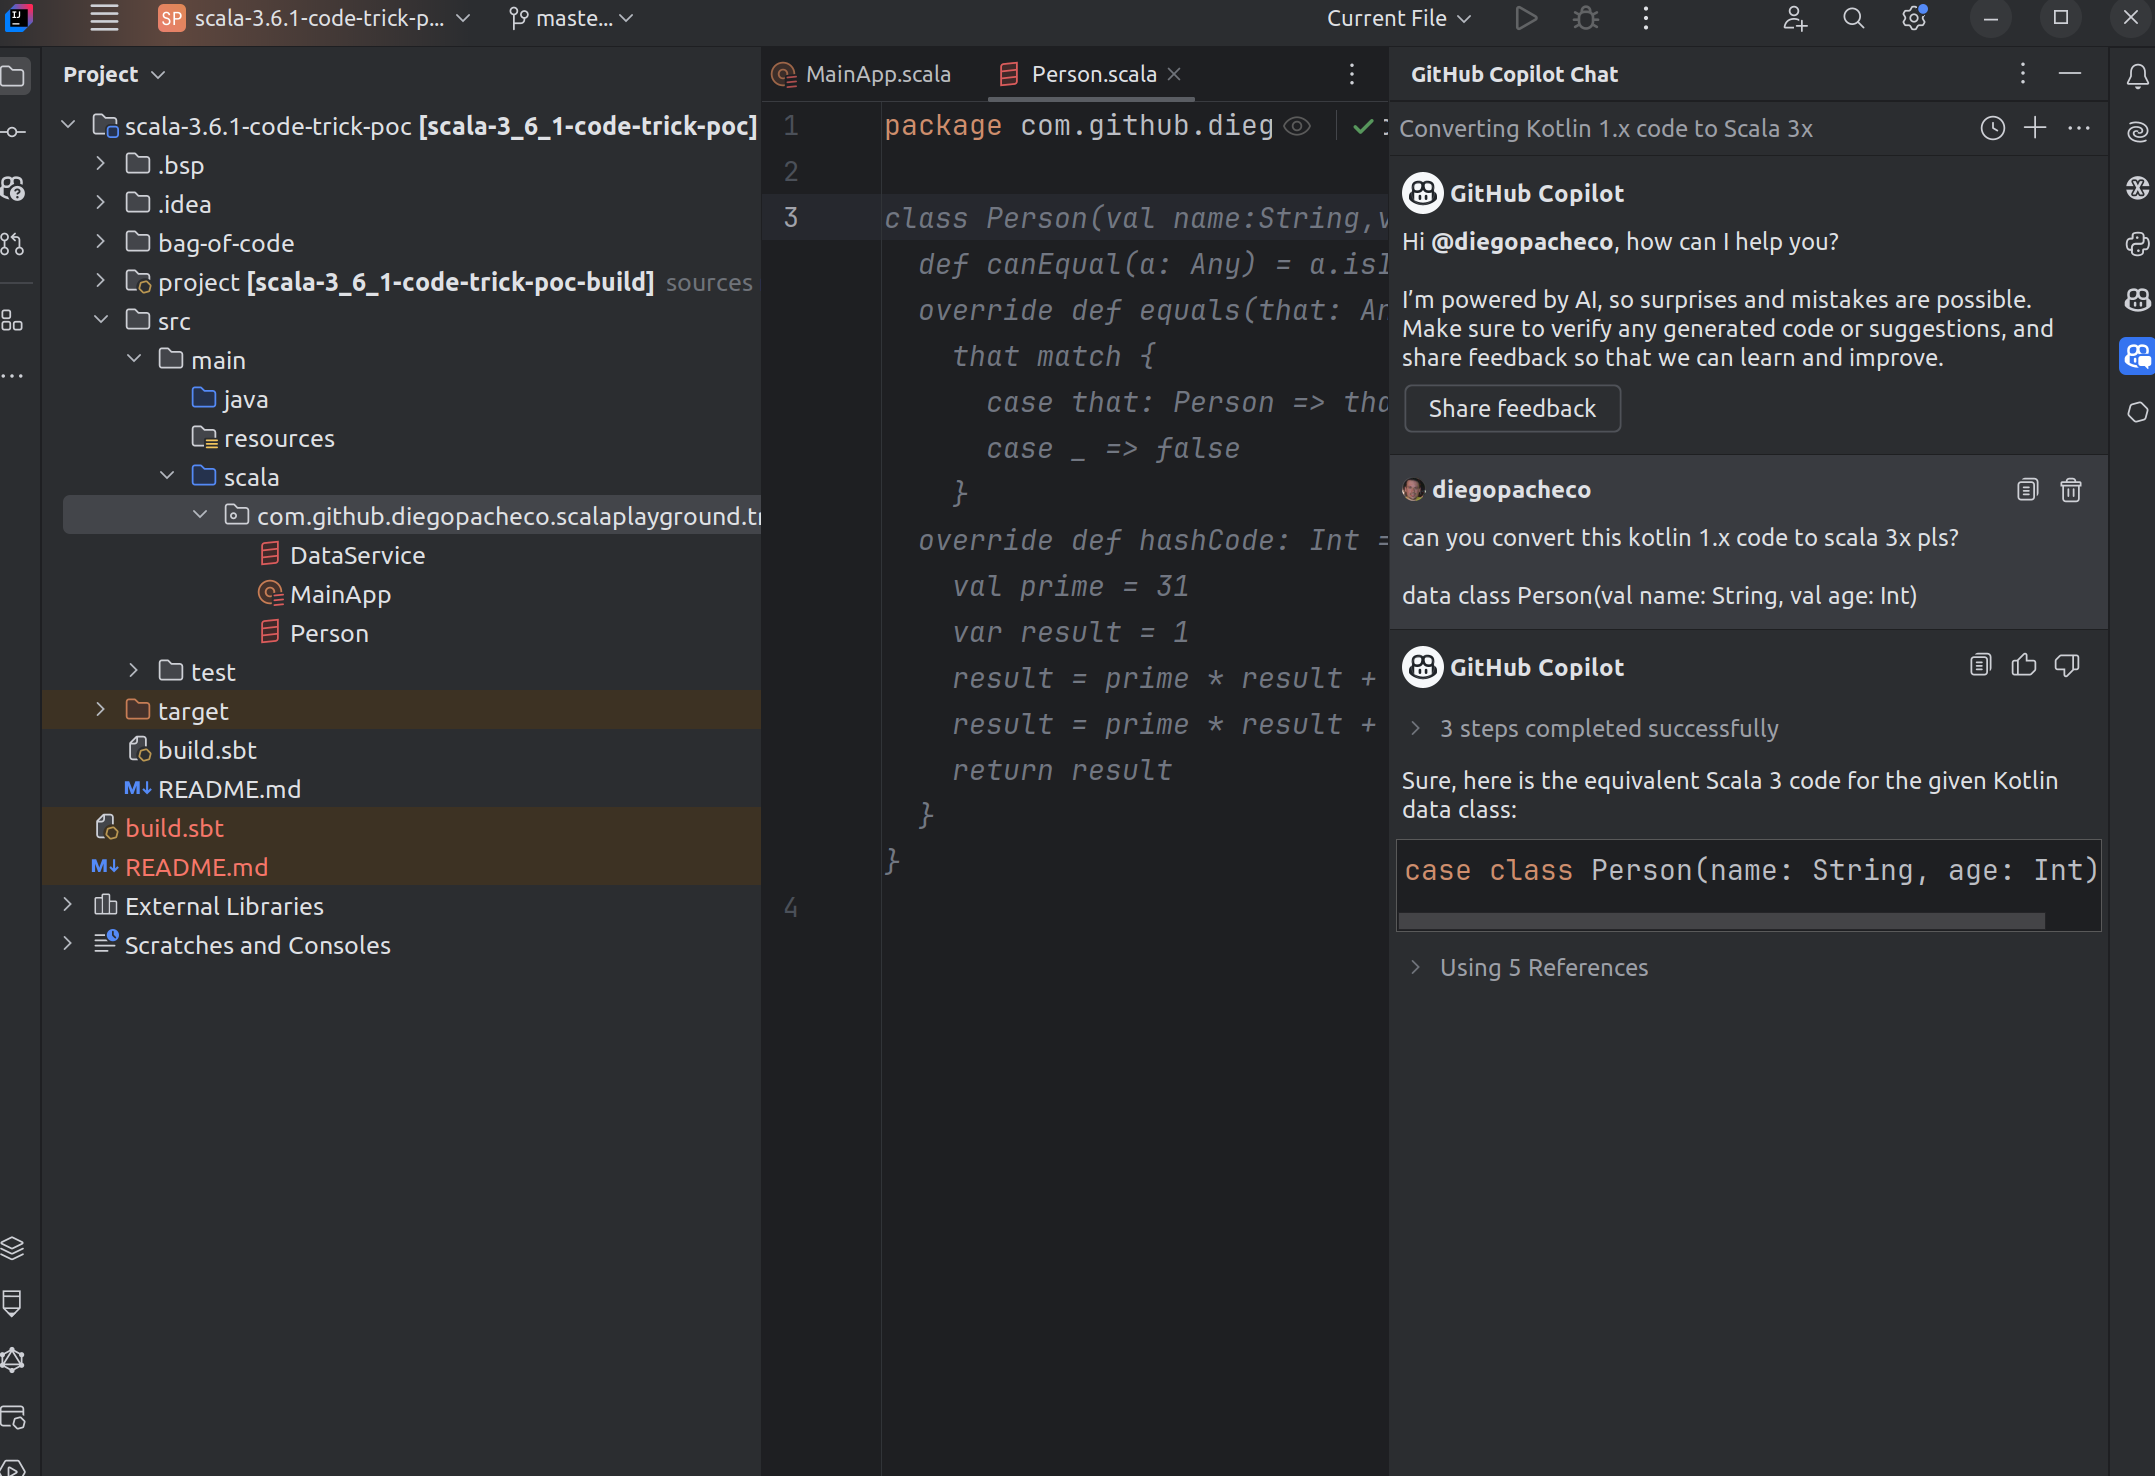 SP scala-3.6.1-code-trick-p... maste... Current File
Project
scala-3.6.1-code-trick-poc [scala-3_6_1-code-trick-poc]
.bsp
.idea
bag-of-code
project [scala-3_6_1-code-trick-poc-build] sources
src
main
java
resources
scala
com.github.diegopacheco.scalaplayground.tr
DataService
MainApp
Person
test
target
build.sbt
README.md
build.sbt
README.md
External Libraries
Scratches and Consoles
MainApp.scala Person.scala
1 package com.github.dieg
2
3 class Person(val name:String,v
def canEqual(a: Any) = a.isI
override def equals(that: An
that match {
case that: Person => tha
case _ => false
}
override def hashCode: Int =
val prime = 31
var result = 1
result = prime * result +
result = prime * result +
return result
}
}
4
GitHub Copilot Chat
Converting Kotlin 1.x code to Scala 3x
GitHub Copilot
Hi @diegopacheco, how can I help you?
I'm powered by AI, so surprises and mistakes are possible.
Make sure to verify any generated code or suggestions, and
share feedback so that we can learn and improve.
Share feedback
diegopacheco
can you convert this kotlin 1.x code to scala 3x pls?
data class Person(val name: String, val age: Int)
GitHub Copilot
3 steps completed successfully
Sure, here is the equivalent Scala 3 code for the given Kotlin
data class:
case class Person(name: String, age: Int)
Using 5 References